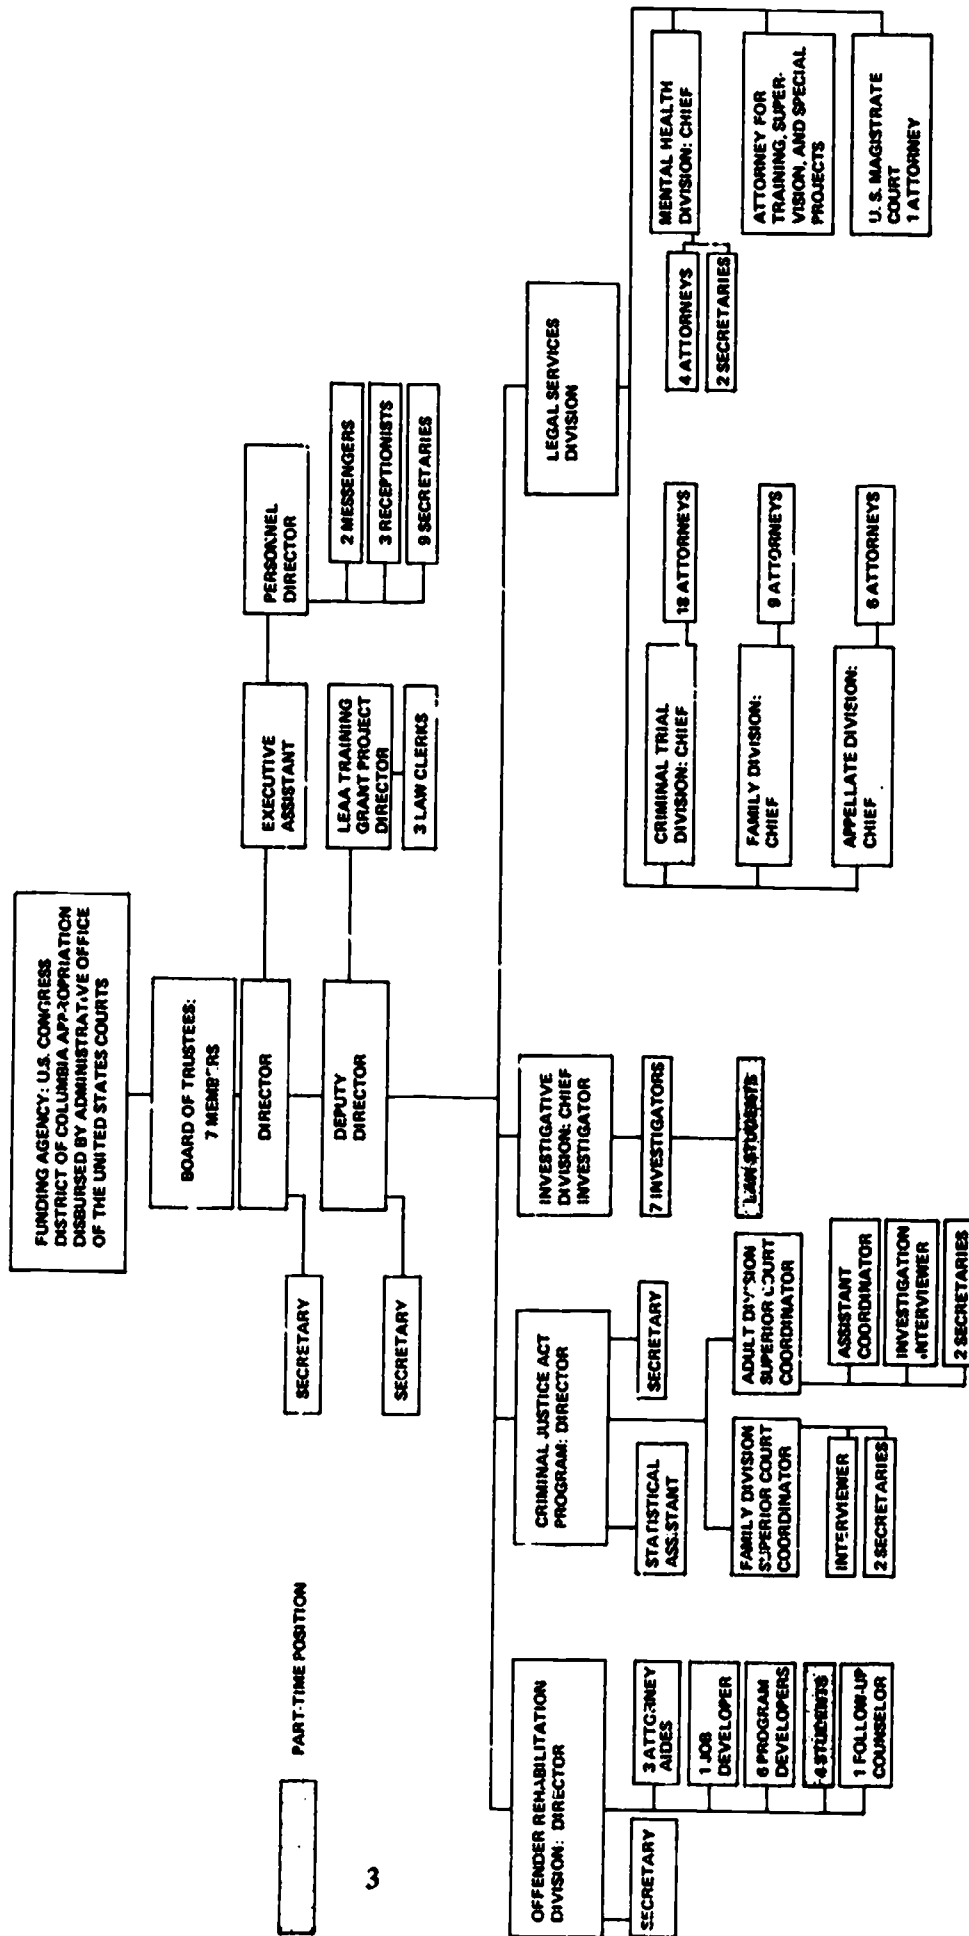 FUNDING AGENCY: U.S. CONGRESS
DISTRICT OF COLUMBIA APPROPRIATION
DISBURSED BY ADMINISTRATIVE OFFICE
OF THE UNITED STATES COURTS
BOARD OF TRUSTEES:
7 MEMBERS
DIRECTOR
SECRETARY
EXECUTIVE
ASSISTANT
PERSONNEL
DIRECTOR
2 MESSENGERS
3 RECEPTIONISTS
9 SECRETARIES
DEPUTY
DIRECTOR
SECRETARY
LEAA TRAINING
GRANT PROJECT
DIRECTOR
3 LAW CLERKS
PART-TIME POSITION
OFFENDER REHABILITATION
DIVISION: DIRECTOR
SECRETARY
3 ATTORNEY
AIDES
1 JOB
DEVELOPER
6 PROGRAM
DEVELOPERS
4 STUDENTS
1 FOLLOW-UP
COUNSELOR
CRIMINAL JUSTICE ACT
PROGRAM: DIRECTOR
STATISTICAL
ASSISTANT
SECRETARY
FAMILY DIVISION
SUPERIOR COURT
COORDINATOR
INTERVIEWER
2 SECRETARIES
ADULT DIVISION
SUPERIOR COURT
COORDINATOR
ASSISTANT
COORDINATOR
INVESTIGATION
INTERVIEWER
2 SECRETARIES
INVESTIGATIVE
DIVISION: CHIEF
INVESTIGATOR
7 INVESTIGATORS
LAW STUDENTS
LEGAL SERVICES
DIVISION
CRIMINAL TRIAL
DIVISION: CHIEF
18 ATTORNEYS
FAMILY DIVISION:
CHIEF
9 ATTORNEYS
APPELLATE DIVISION:
CHIEF
6 ATTORNEYS
MENTAL HEALTH
DIVISION: CHIEF
4 ATTORNEYS
2 SECRETARIES
ATTORNEY FOR
TRAINING, SUPER-
VISION, AND SPECIAL
PROJECTS
U. S. MAGISTRATE
COURT
1 ATTORNEY
3